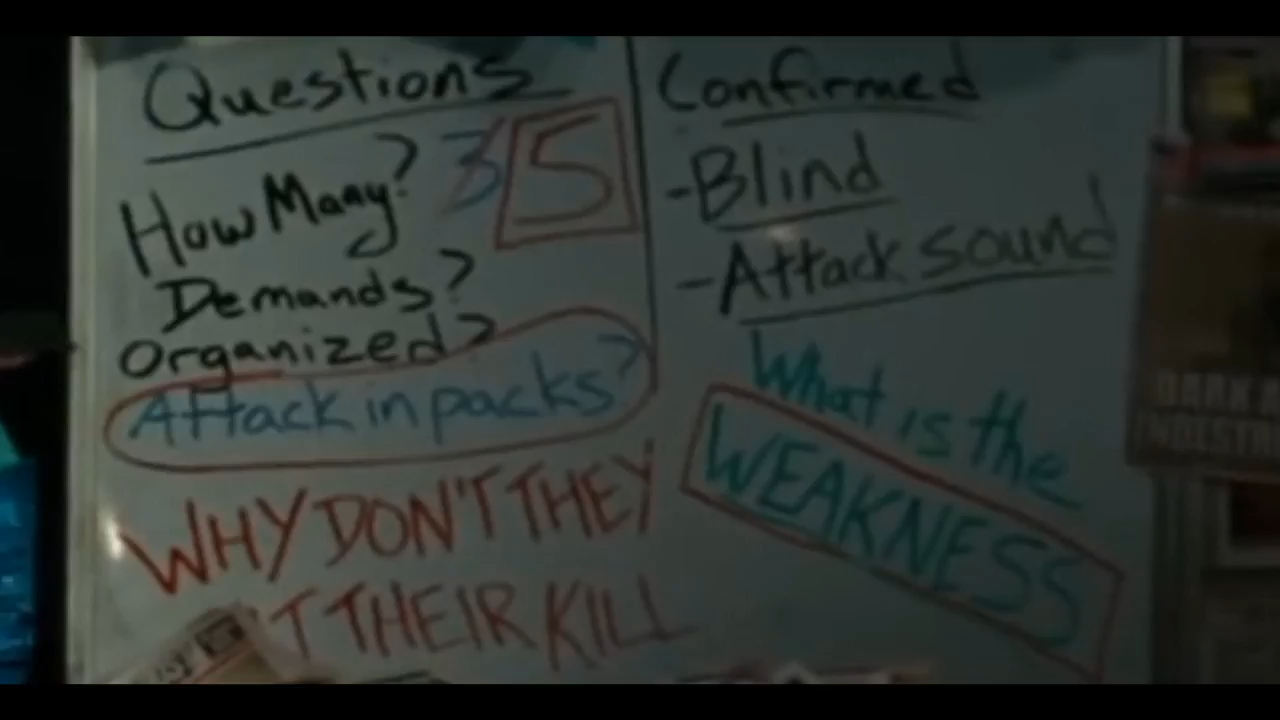 Questions
How Many? 3 5
Demands?
Organized?
Attack in packs?
WHY DON'T THEY
THEIR KILL
Confirmed
-Blind
-Attack sound
What is the
WEAKNESS
DARK